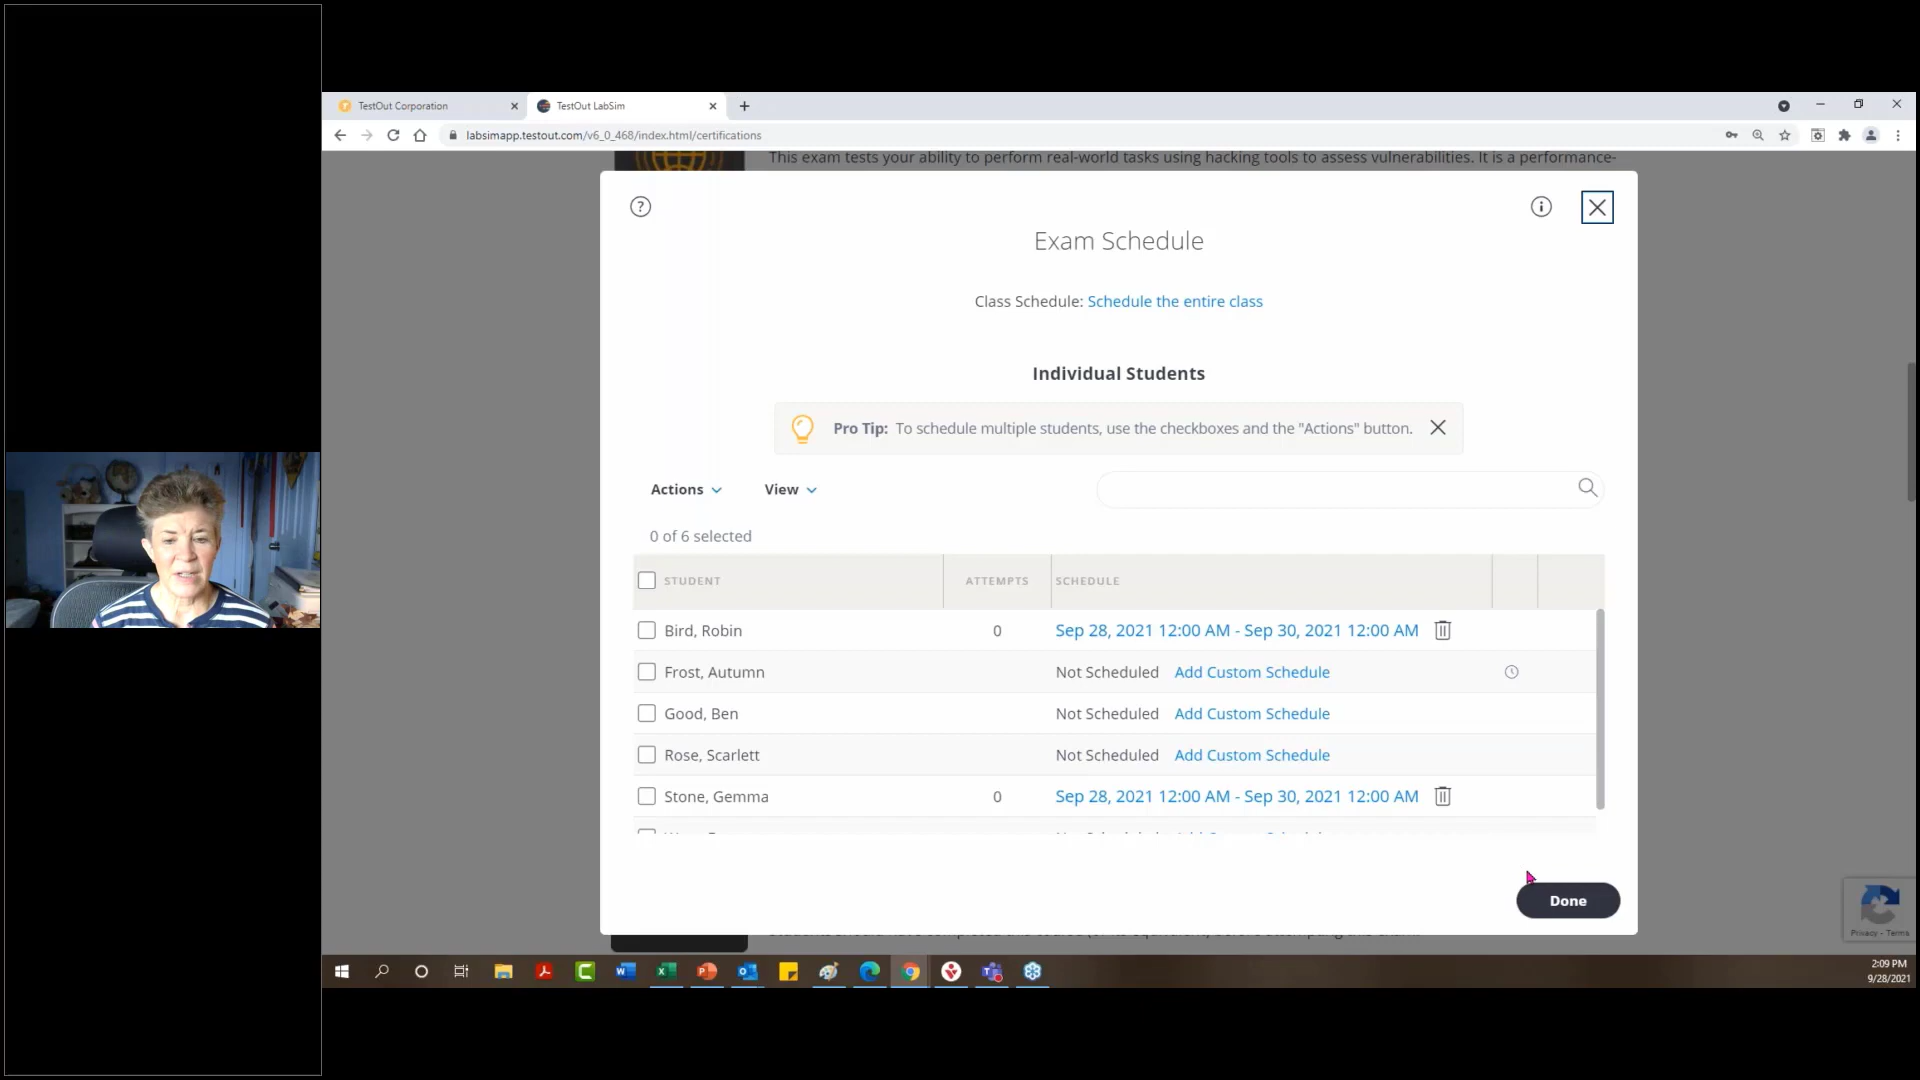 TestOut Corporation
TestOut LabSim
labsimapp.testout.com/v6_0_468/index.html/certifications
This exam tests your ability to perform real-world tasks using hacking tools to assess vulnerabilities. It is a performance-
Exam Schedule
Class Schedule: Schedule the entire class
Individual Students
Pro Tip: To schedule multiple students, use the checkboxes and the "Actions" button.
Actions View
0 of 6 selected
STUDENT ATTEMPTS SCHEDULE
Bird, Robin 0 Sep 28, 2021 12:00 AM - Sep 30, 2021 12:00 AM
Frost, Autumn Not Scheduled Add Custom Schedule
Good, Ben Not Scheduled Add Custom Schedule
Rose, Scarlett Not Scheduled Add Custom Schedule
Stone, Gemma 0 Sep 28, 2021 12:00 AM - Sep 30, 2021 12:00 AM
Done
Privacy - Terms
2:09 PM
9/28/2021